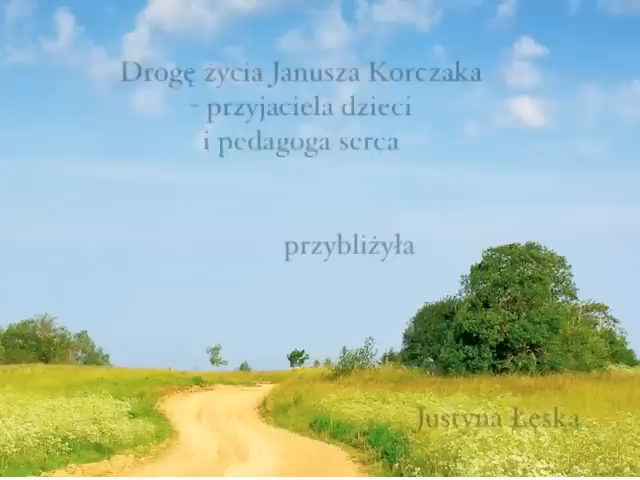 Drogę życia Janusza Korczaka
- przyjaciela dzieci
i pedagoga serca
przybliżyła
Justyna Łeska